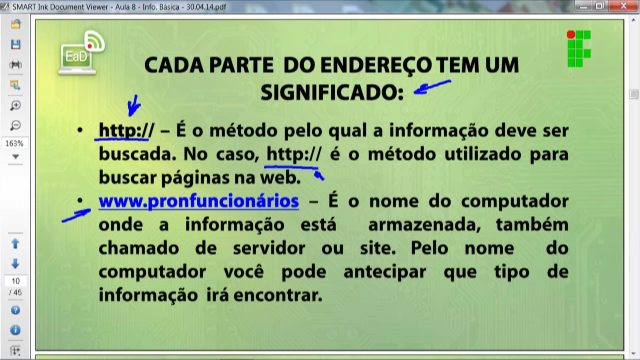 SMART Ink Document Viewer - Aula 8 - Info. Básica - 30.04.14.pdf
EaD
CADA PARTE DO ENDEREÇO TEM UM
SIGNIFICADO:
• http:// – É o método pelo qual a informação deve ser
buscada. No caso, http:// é o método utilizado para
buscar páginas na web.
• www.pronfuncionários – É o nome do computador
onde a informação está armazenada, também
chamado de servidor ou site. Pelo nome do
computador você pode antecipar que tipo de
informação irá encontrar.
163%
10
/ 45